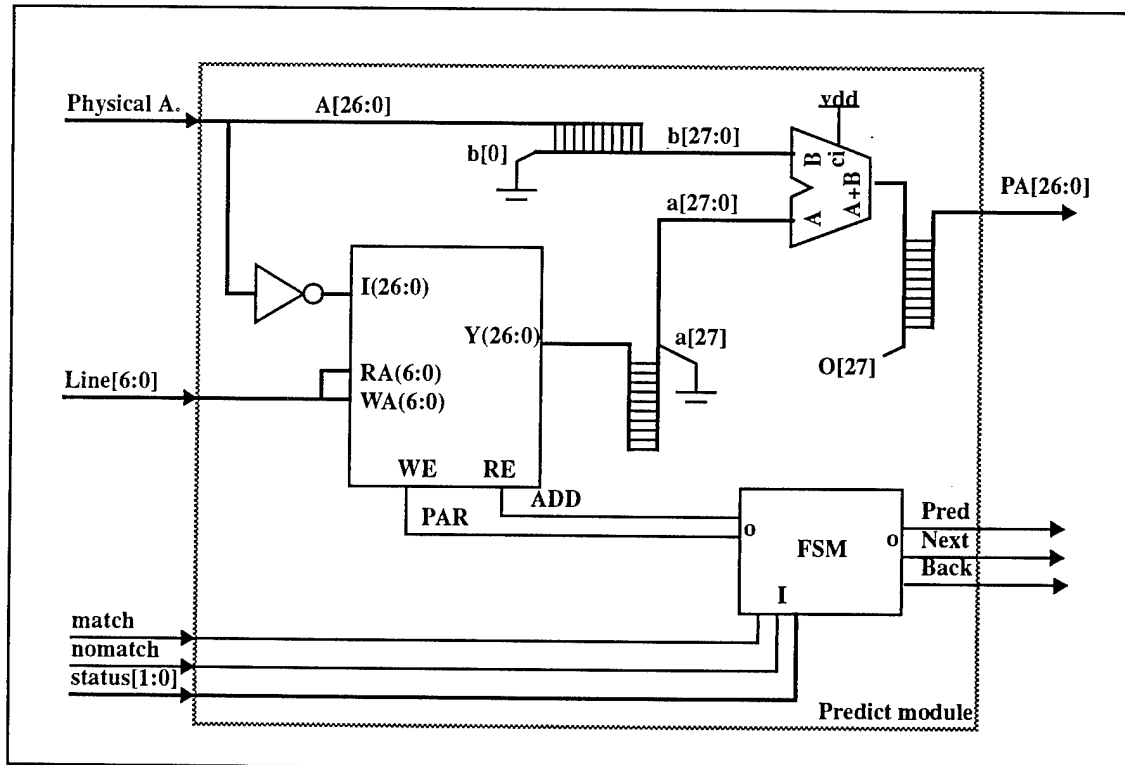 vdd
Physical A.
A[26:0]
b[0]
b[27:0]
B
ci
A+B
A
PA[26:0]
a[27:0]
I(26:0)
Y(26:0)
a[27]
O[27]
Line[6:0]
RA(6:0)
WA(6:0)
WE
RE
ADD
PAR
o
FSM
o
I
Pred
Next
Back
match
nomatch
status[1:0]
Predict module